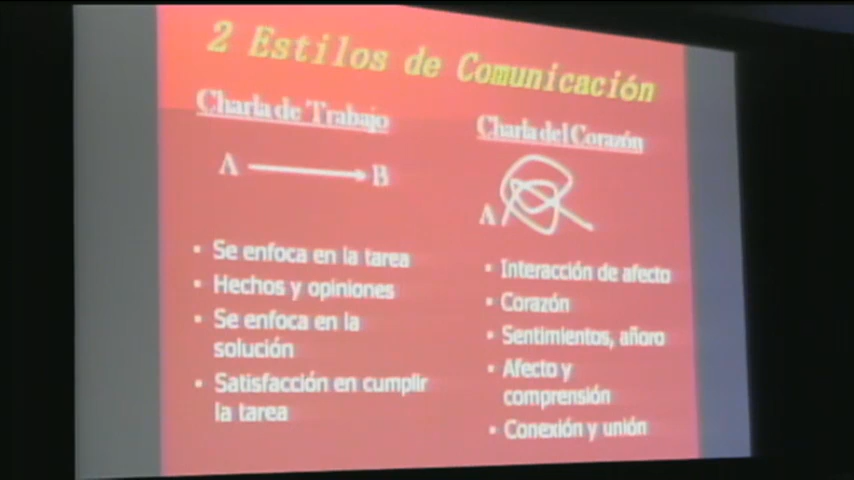 2 Estilos de Comunicación
Charla de Trabajo
A B
• Se enfoca en la tarea
• Hechos y opiniones
• Se enfoca en la
solución
• Satisfacción en cumplir
la tarea
Charla del Corazón
A
• Interacción de afecto
• Corazón
• Sentimientos, añoro
• Afecto y
comprensión
• Conexión y unión